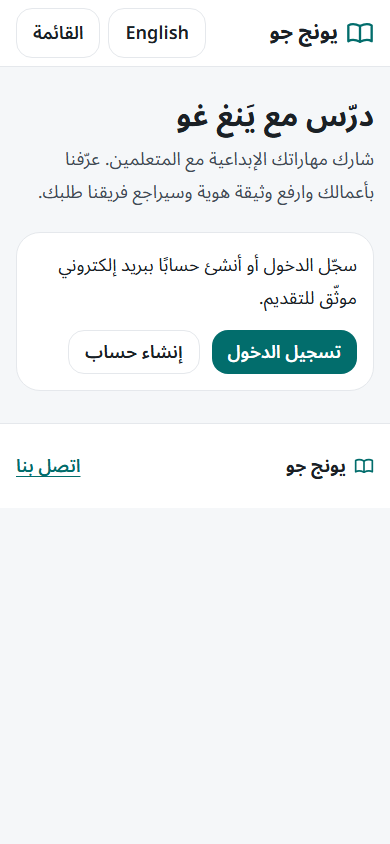 يونج جو
English
القائمة
درّس مع يَنغ غو
شارك مهاراتك الإبداعية مع المتعلمين. عرّفنا
بأعمالك وارفع وثيقة هوية وسيراجع فريقنا طلبك.
سجّل الدخول أو أنشئ حسابًا ببريد إلكتروني
موثّق للتقديم.
تسجيل الدخول
إنشاء حساب
يونج جو
اتصل بنا